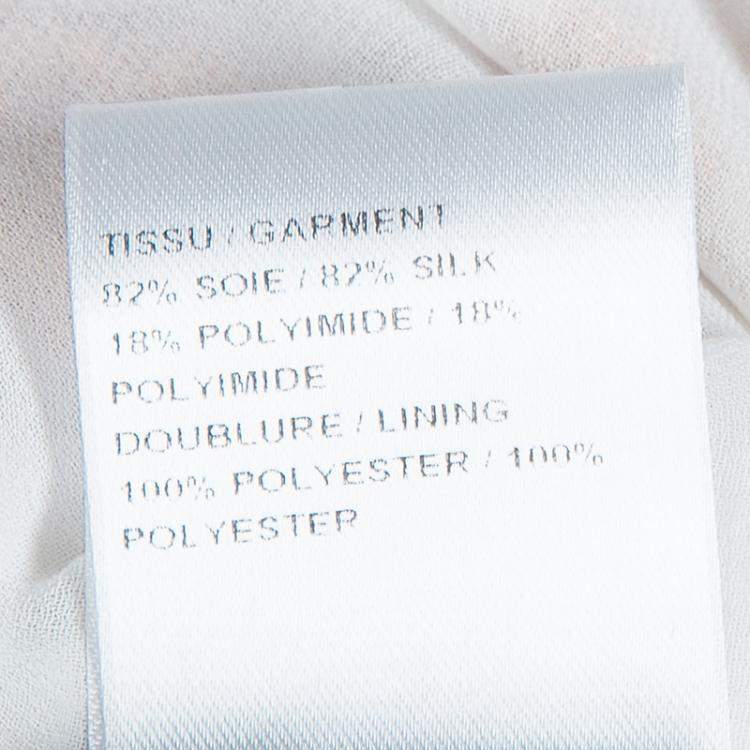 TISSU / GARMENT
82% SOIE / 82% SILK
18% POLYIMIDE / 18%
POLYIMIDE
DOUBLURE / LINING
100% POLYESTER / 100%
POLYESTER